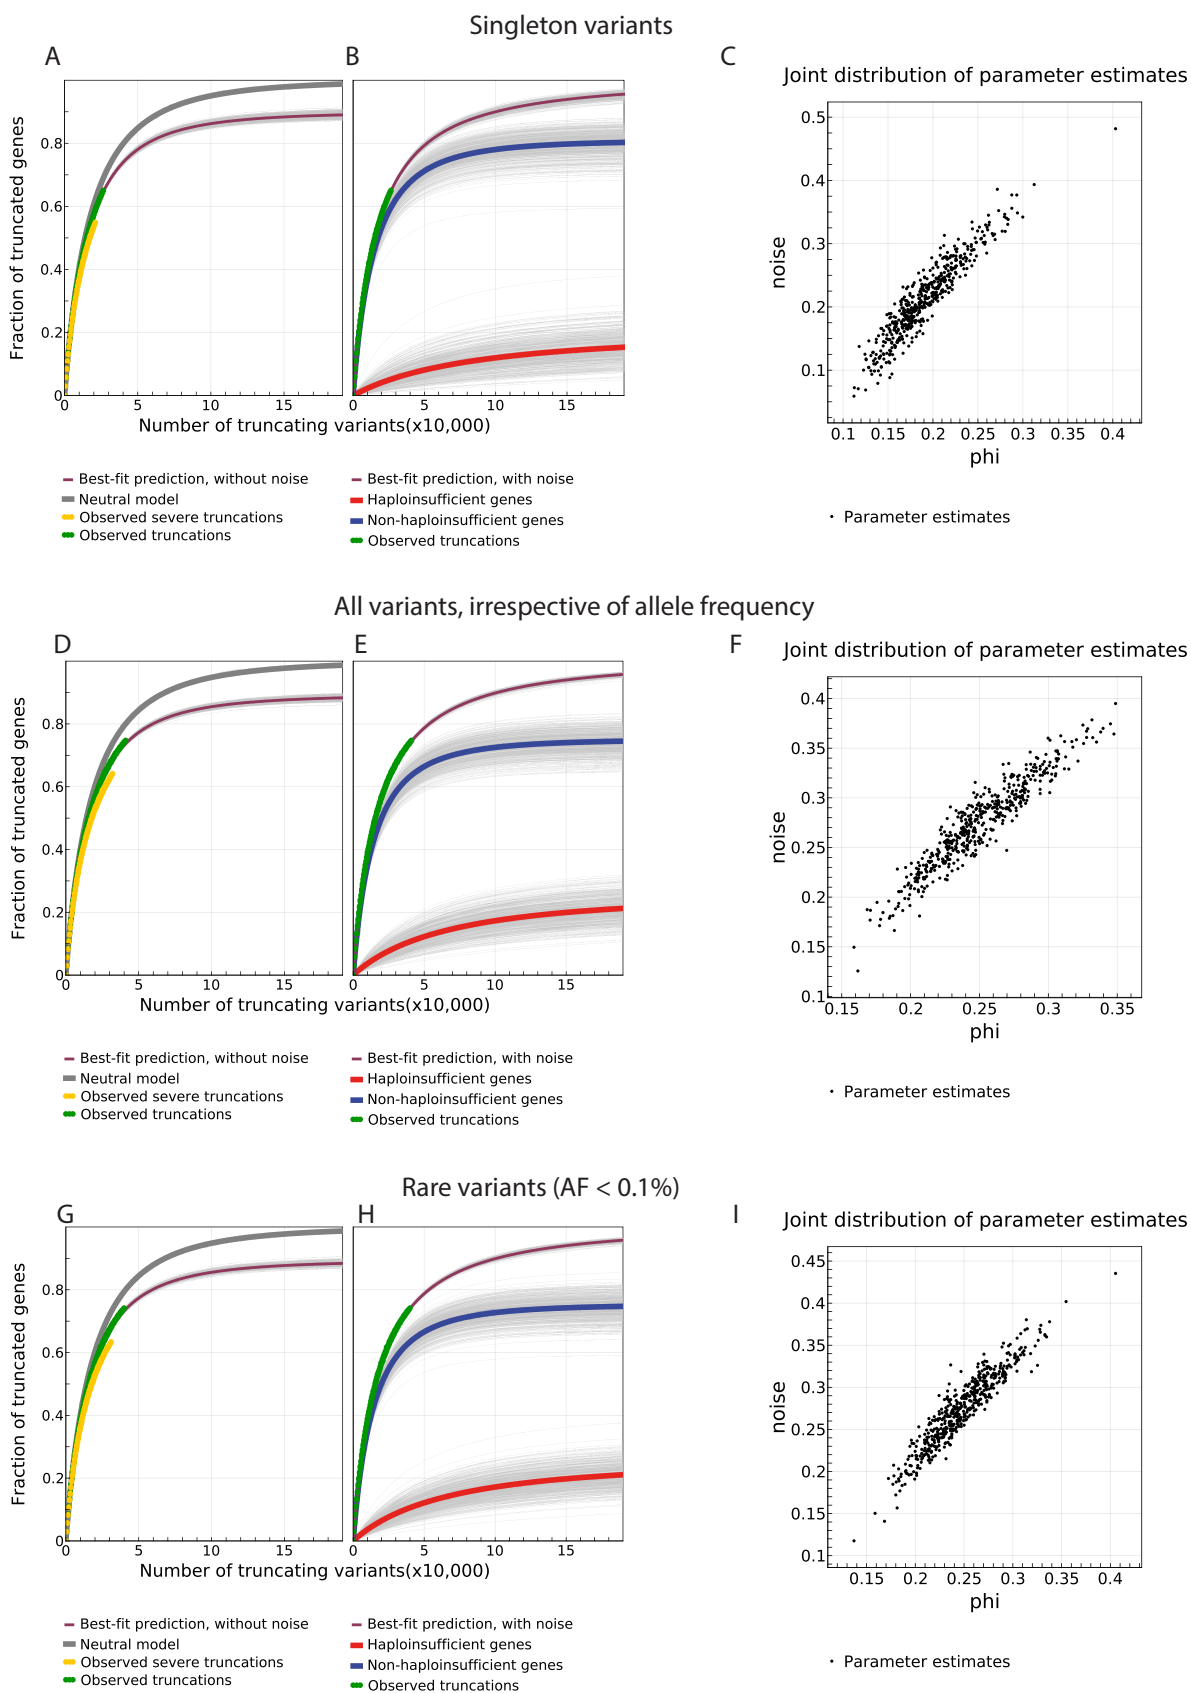 Singleton variants
A
B
C
Joint distribution of parameter estimates
Fraction of truncated genes
0.8
0.6
0.4
0.2
0
0
5
10
15
0
5
10
15
Number of truncating variants(x10,000)
noise
0.5
0.4
0.3
0.2
0.1
0.1
0.15
0.2
0.25
0.3
0.35
0.4
phi
Best-fit prediction, without noise
Neutral model
Observed severe truncations
Observed truncations
Best-fit prediction, with noise
Haploinsufficient genes
Non-haploinsufficient genes
Observed truncations
Parameter estimates
All variants, irrespective of allele frequency
D
E
F
Joint distribution of parameter estimates
Fraction of truncated genes
0.8
0.6
0.4
0.2
0
0
5
10
15
0
5
10
15
Number of truncating variants(x10,000)
noise
0.4
0.35
0.3
0.25
0.2
0.15
0.1
0.15
0.2
0.25
0.3
0.35
phi
Best-fit prediction, without noise
Neutral model
Observed severe truncations
Observed truncations
Best-fit prediction, with noise
Haploinsufficient genes
Non-haploinsufficient genes
Observed truncations
Parameter estimates
Rare variants (AF < 0.1%)
G
H
I
Joint distribution of parameter estimates
Fraction of truncated genes
0.8
0.6
0.4
0.2
0
0
5
10
15
0
5
10
15
Number of truncating variants(x10,000)
noise
0.45
0.4
0.35
0.3
0.25
0.2
0.15
0.1
0.15
0.2
0.25
0.3
0.35
0.4
phi
Best-fit prediction, without noise
Neutral model
Observed severe truncations
Observed truncations
Best-fit prediction, with noise
Haploinsufficient genes
Non-haploinsufficient genes
Observed truncations
Parameter estimates